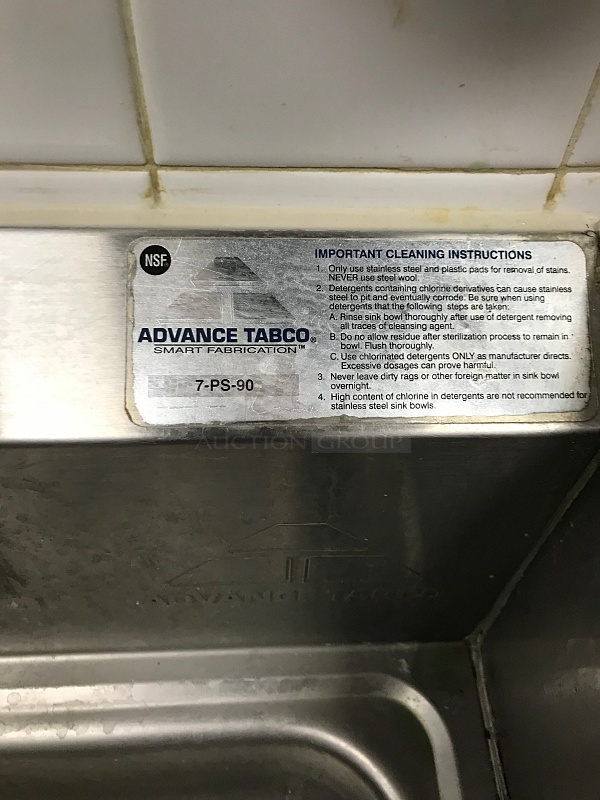 NSF
ADVANCE TABCO®
SMART FABRICATION™
7-PS-90
IMPORTANT CLEANING INSTRUCTIONS
1. Only use stainless steel and plastic pads for removal of stains.
NEVER use steel wool.
2. Detergents containing chlorine derivatives can cause stainless
steel to pit and eventually corrode. Be sure when using
detergents that the following steps are taken:
A. Rinse sink bowl thoroughly after use of detergent removing
all traces of cleansing agent.
B. Do no allow residue after sterilization process to remain in
bowl. Flush thoroughly.
C. Use chlorinated detergents ONLY as manufacturer directs.
Excessive dosages can prove harmful.
3. Never leave dirty rags or other foreign matter in sink bowl
overnight.
4. High content of chlorine in detergents are not recommended for
stainless steel sink bowls.
AUCTION GROUP
ADVANCE TABCO